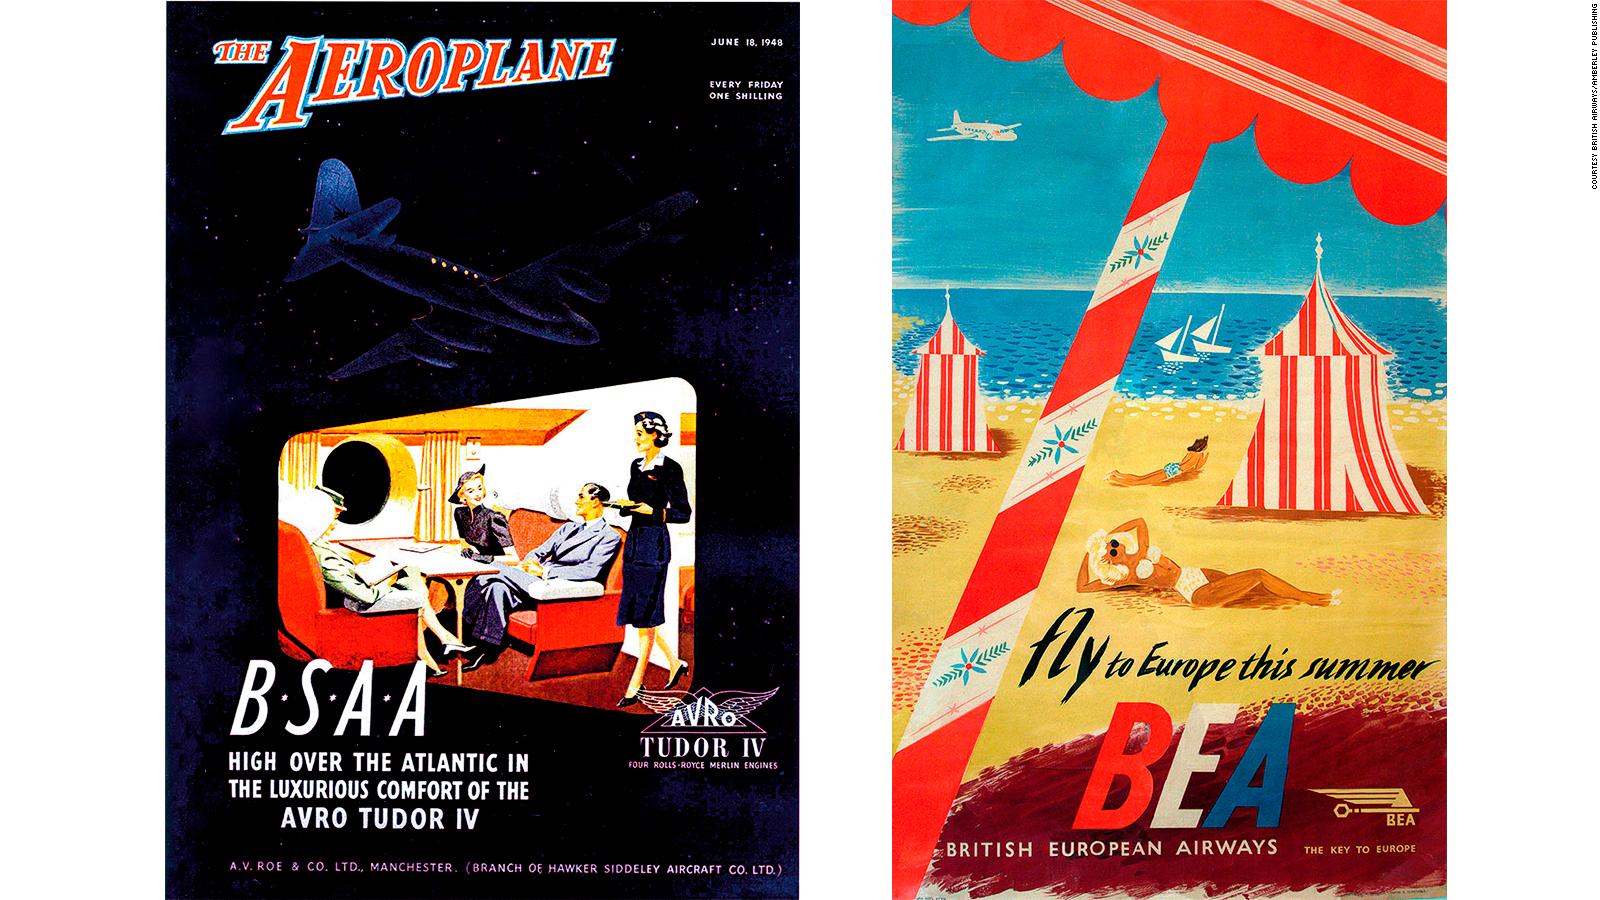 THE AEROPLANE
JUNE 18, 1948
EVERY FRIDAY
ONE SHILLING
B·S·A·A
HIGH OVER THE ATLANTIC IN
THE LUXURIOUS COMFORT OF THE
AVRO TUDOR IV
AVRO
TUDOR IV
FOUR ROLLS-ROYCE MERLIN ENGINES
A.V. ROE & CO. LTD., MANCHESTER. (BRANCH OF HAWKER SIDDELEY AIRCRAFT CO. LTD.)
fly to Europe this summer
BEA
BEA
BRITISH EUROPEAN AIRWAYS
THE KEY TO EUROPE
COURTESY BRITISH AIRWAYS/AMBERLEY PUBLISHING